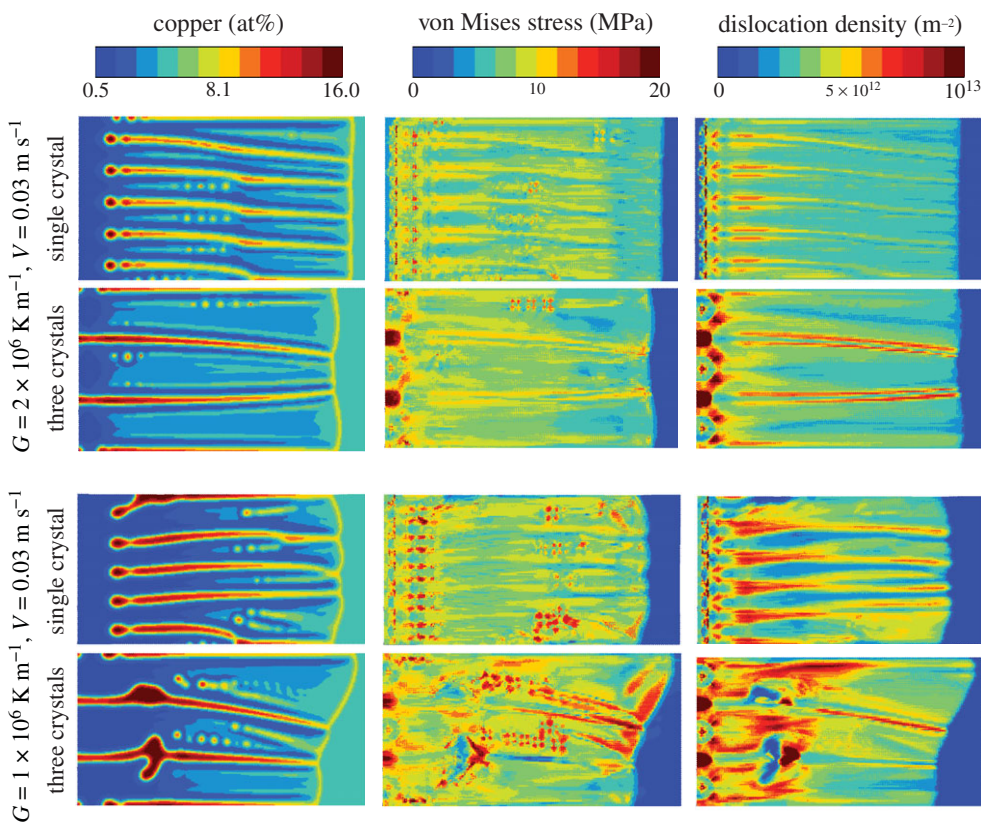 copper (at%) von Mises stress (MPa) dislocation density (m⁻²)
0.5 8.1 16.0 0 10 20 0 5 × 10¹² 10¹³
G = 2 × 10⁶ K m⁻¹, V = 0.03 m s⁻¹
single crystal
three crystals
G = 1 × 10⁶ K m⁻¹, V = 0.03 m s⁻¹
single crystal
three crystals